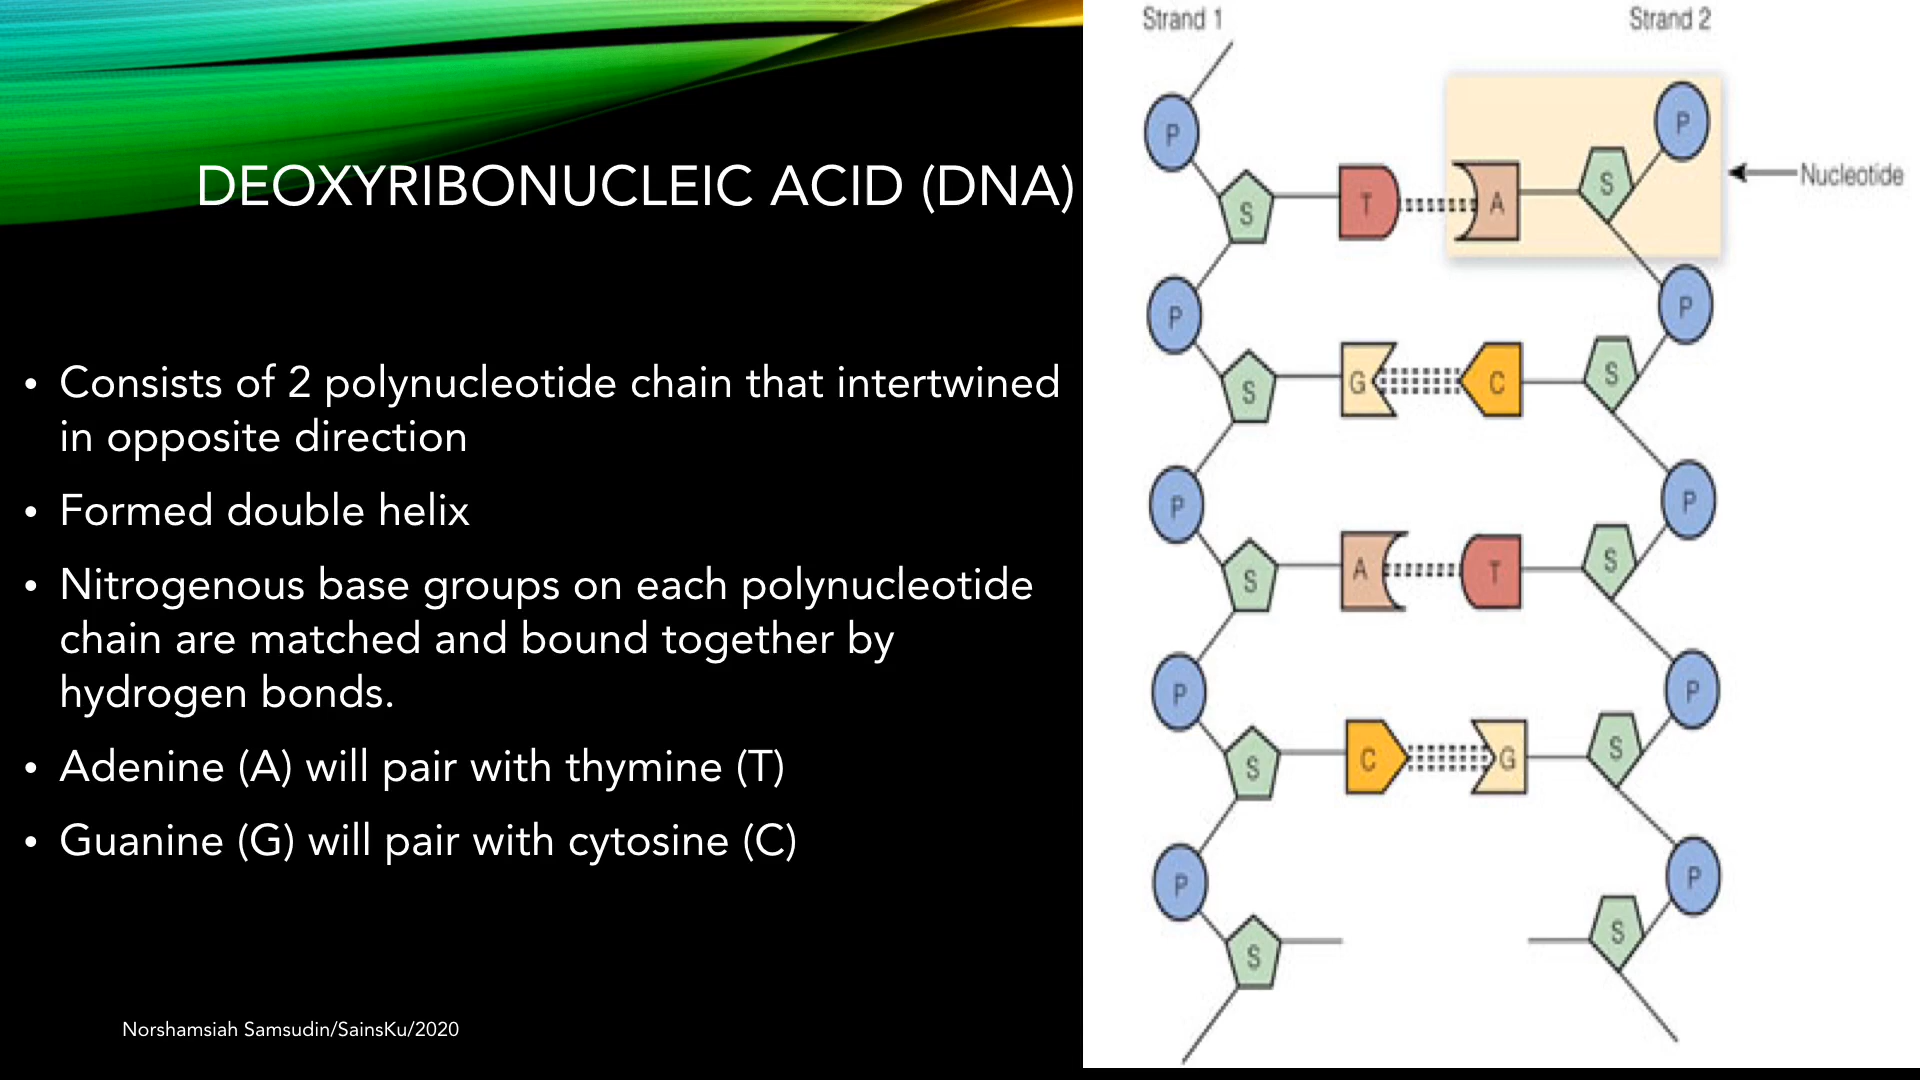 DEOXYRIBONUCLEIC ACID (DNA)
• Consists of 2 polynucleotide chain that intertwined
in opposite direction
• Formed double helix
• Nitrogenous base groups on each polynucleotide
chain are matched and bound together by
hydrogen bonds.
• Adenine (A) will pair with thymine (T)
• Guanine (G) will pair with cytosine (C)
Norshamsiah Samsudin/SainsKu/2020
Strand 1 Strand 2
P P
Nucleotide
S T A S
P P
S G C S
P P
S A T S
P P
S C G S
P P
S S